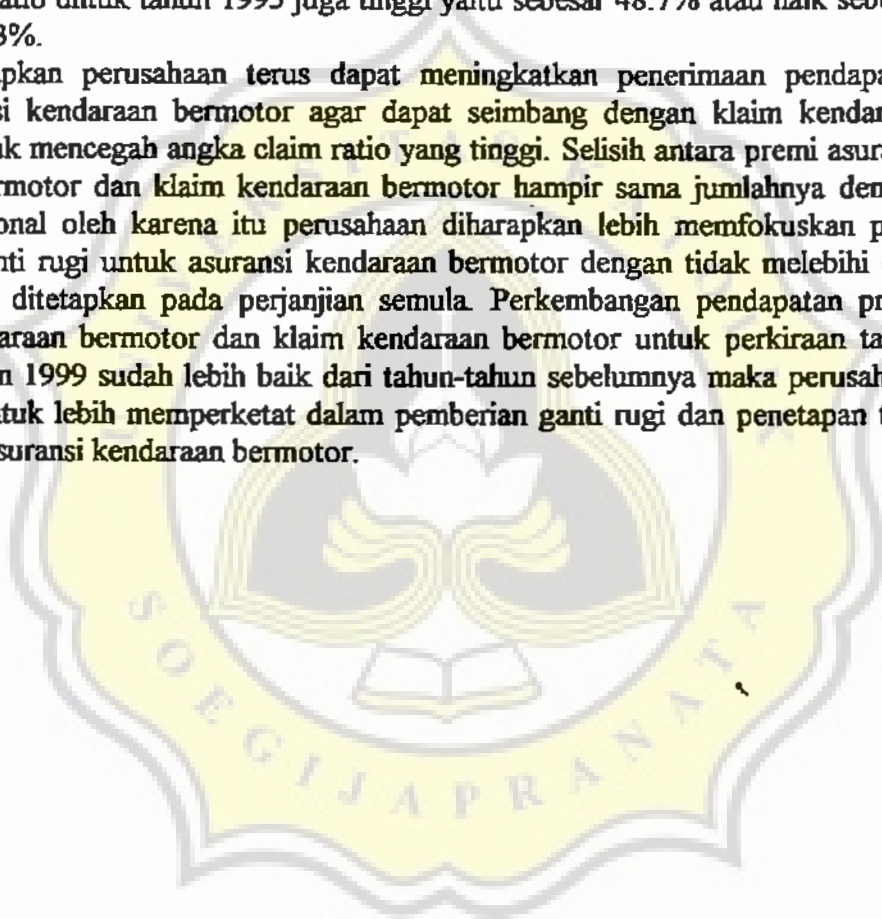 untuk tahun 1995 juga tinggi yaitu sebesar 48.7% atau naik
3%.
pkan perusahaan terus dapat meningkatkan penerimaan pendapa
si kendaraan bermotor agar dapat seimbang dengan klaim kendar
ak mencegah angka claim ratio yang tinggi. Selisih antara premi asura
rmotor dan klaim kendaraan bermotor hampir sama jumlahnya den
onal oleh karena itu perusahaan diharapkan lebih memfokuskan p
nti rugi untuk asuransi kendaraan bermotor dengan tidak melebihi
ditetapkan pada perjanjian semula. Perkembangan pendapatan pr
araan bermotor dan klaim kendaraan bermotor untuk perkiraan ta
n 1999 sudah lebih baik dari tahun-tahun sebelumnya maka perusah
tuk lebih memperketat dalam pemberian ganti rugi dan penetapan t
suransi kendaraan bermotor.
SOEGIJAPRANATA